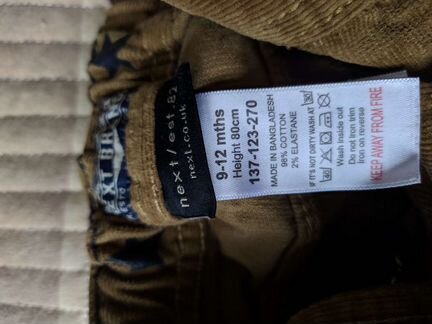 next/est.82
next.co.uk
9-12 mths
Height 80cm
137-123-270
MADE IN BANGLADESH
98% COTTON
2% ELASTANE
IF IT'S NOT DIRTY WASH AT 30
Wash inside out
Do not iron trim
Iron on reverse
KEEP AWAY FROM FIRE